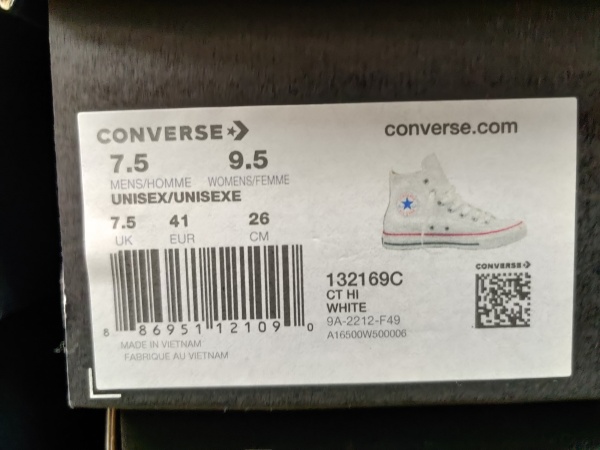 CONVERSE
converse.com
7.5 9.5
MENS/HOMME WOMENS/FEMME
UNISEX/UNISEXE
7.5 41 26
UK EUR CM
8 86951 12109 0
MADE IN VIETNAM
FABRIQUE AU VIETNAM
132169C
CT HI
WHITE
9A-2212-F49
A16500W500006
CONVERSE